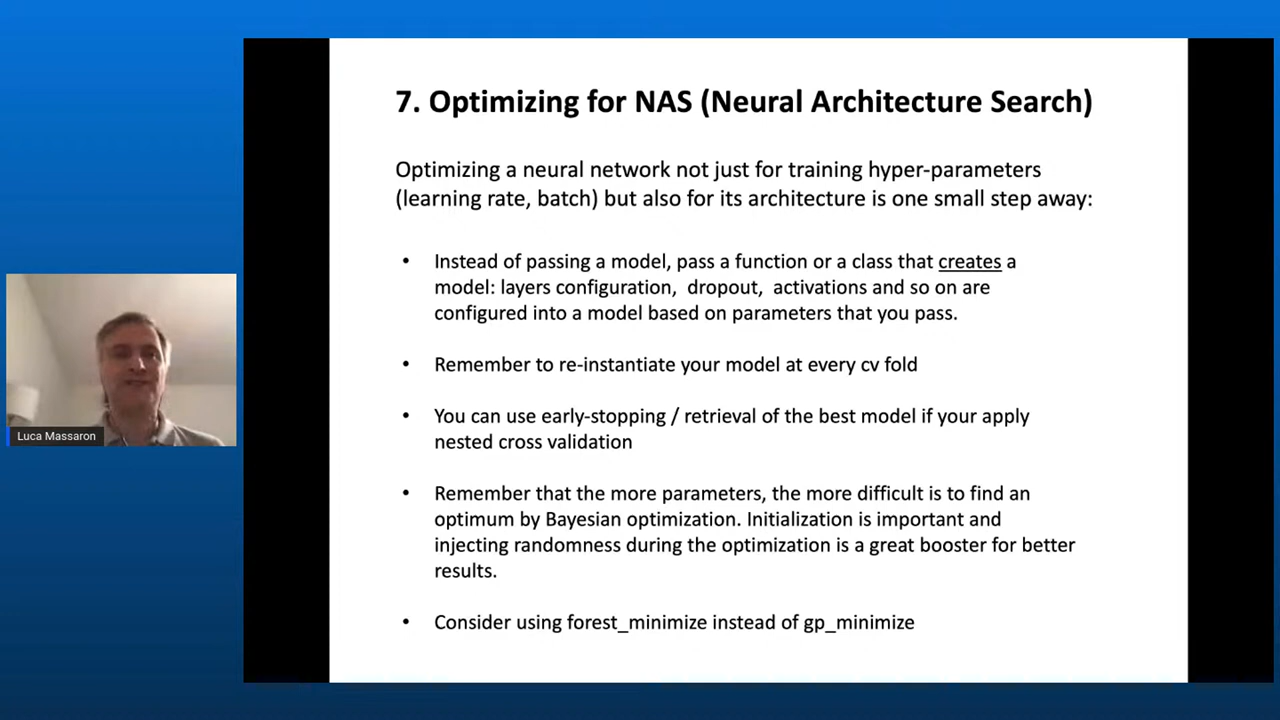 7. Optimizing for NAS (Neural Architecture Search)
Optimizing a neural network not just for training hyper-parameters
(learning rate, batch) but also for its architecture is one small step away:
• Instead of passing a model, pass a function or a class that creates a
model: layers configuration, dropout, activations and so on are
configured into a model based on parameters that you pass.
• Remember to re-instantiate your model at every cv fold
• You can use early-stopping / retrieval of the best model if your apply
nested cross validation
• Remember that the more parameters, the more difficult is to find an
optimum by Bayesian optimization. Initialization is important and
injecting randomness during the optimization is a great booster for better
results.
• Consider using forest_minimize instead of gp_minimize
Luca Massaron